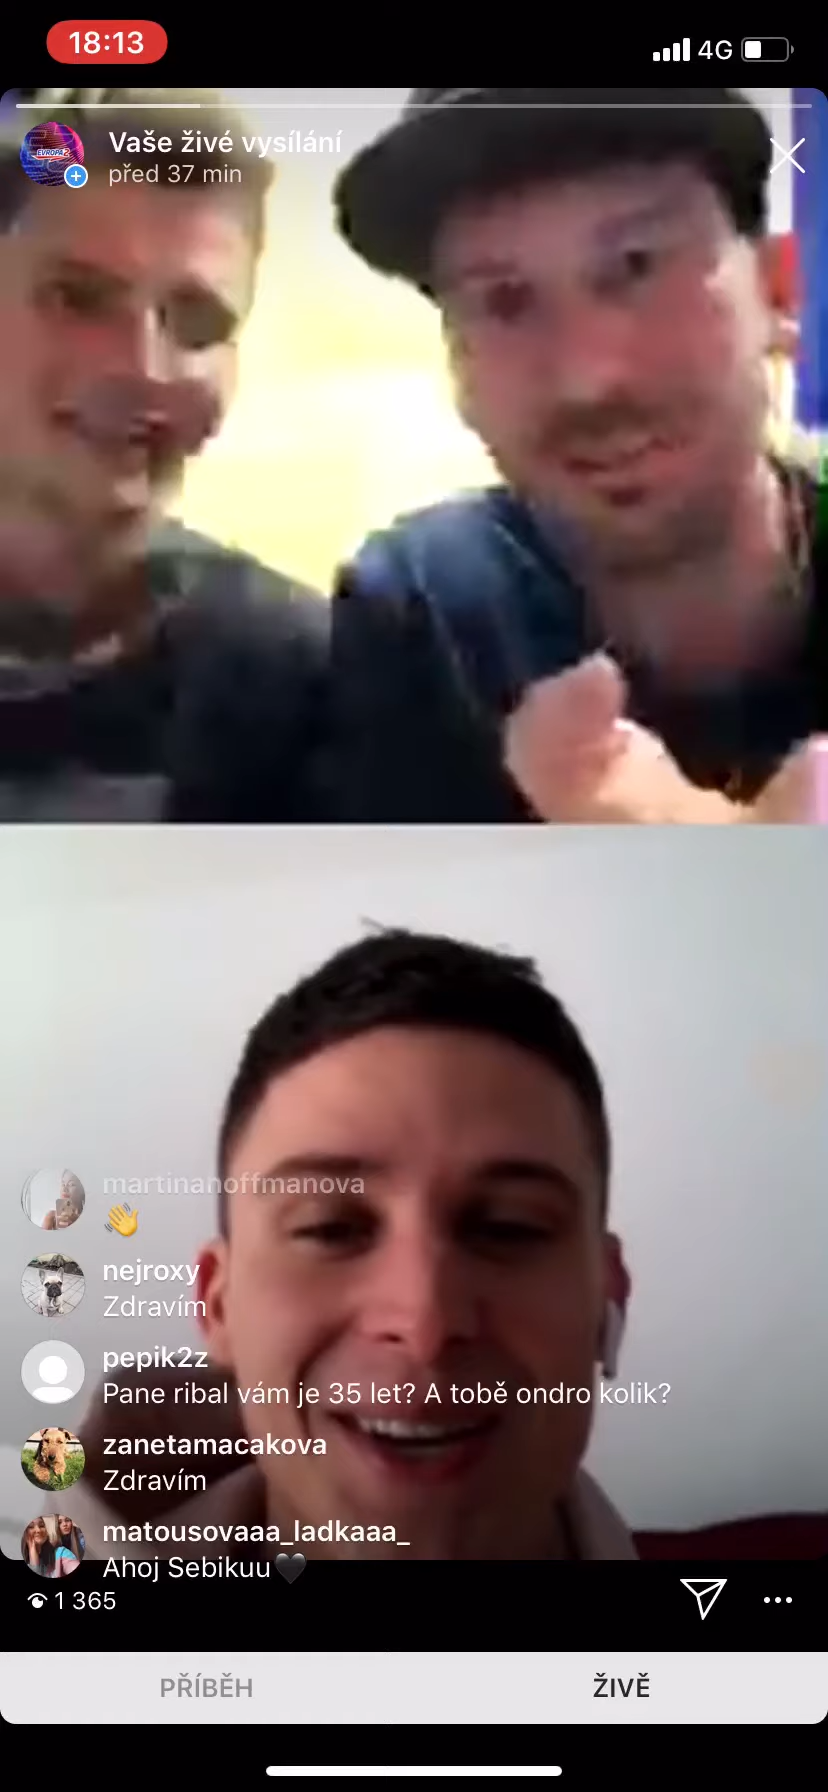 18:13
4G
EVROPA2
Vaše živé vysílání
před 37 min
martinahoffmanova
👋
nejroxy
Zdravím
pepik2z
Pane ribal vám je 35 let? A tobě ondro kolik?
zanetamacakova
Zdravím
matousovaaa_ladkaaa_
Ahoj Sebikuu🖤
1 365
PŘÍBĚH
ŽIVĚ